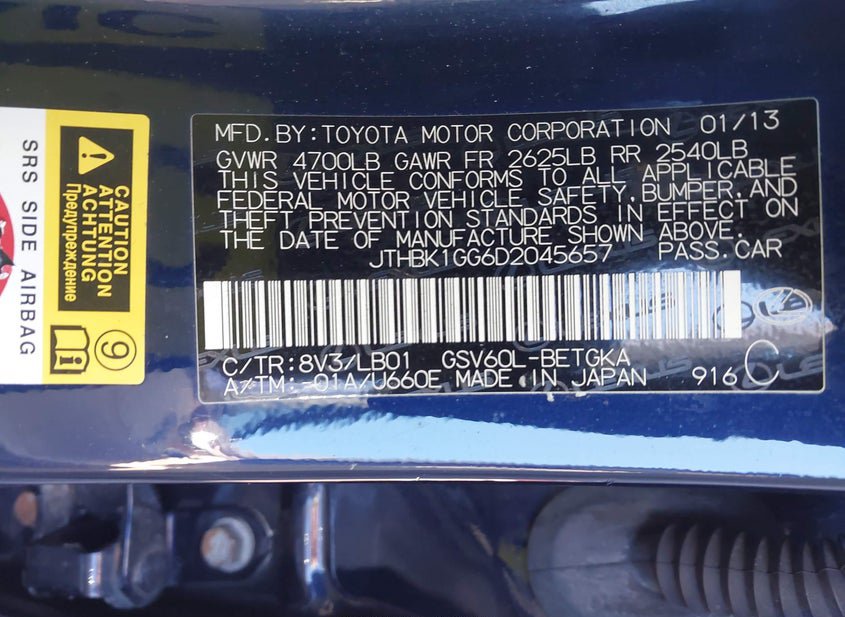 MFD.BY:TOYOTA MOTOR CORPORATION 01/13
GVWR 4700LB GAWR FR 2625LB RR 2540LB
THIS VEHICLE CONFORMS TO ALL APPLICABLE
FEDERAL MOTOR VEHICLE SAFETY,BUMPER,AND
THEFT PREVENTION STANDARDS IN EFFECT ON
THE DATE OF MANUFACTURE SHOWN ABOVE.
JTHBK1GG6D2045657 PASS.CAR
C/TR:8V3/LB01 GSV60L-BETGKA
A/TM:-01A/U660E MADE IN JAPAN 916 C
SRS SIDE AIRBAG
CAUTION
ATTENTION
ACHTUNG
Предупреждение
9